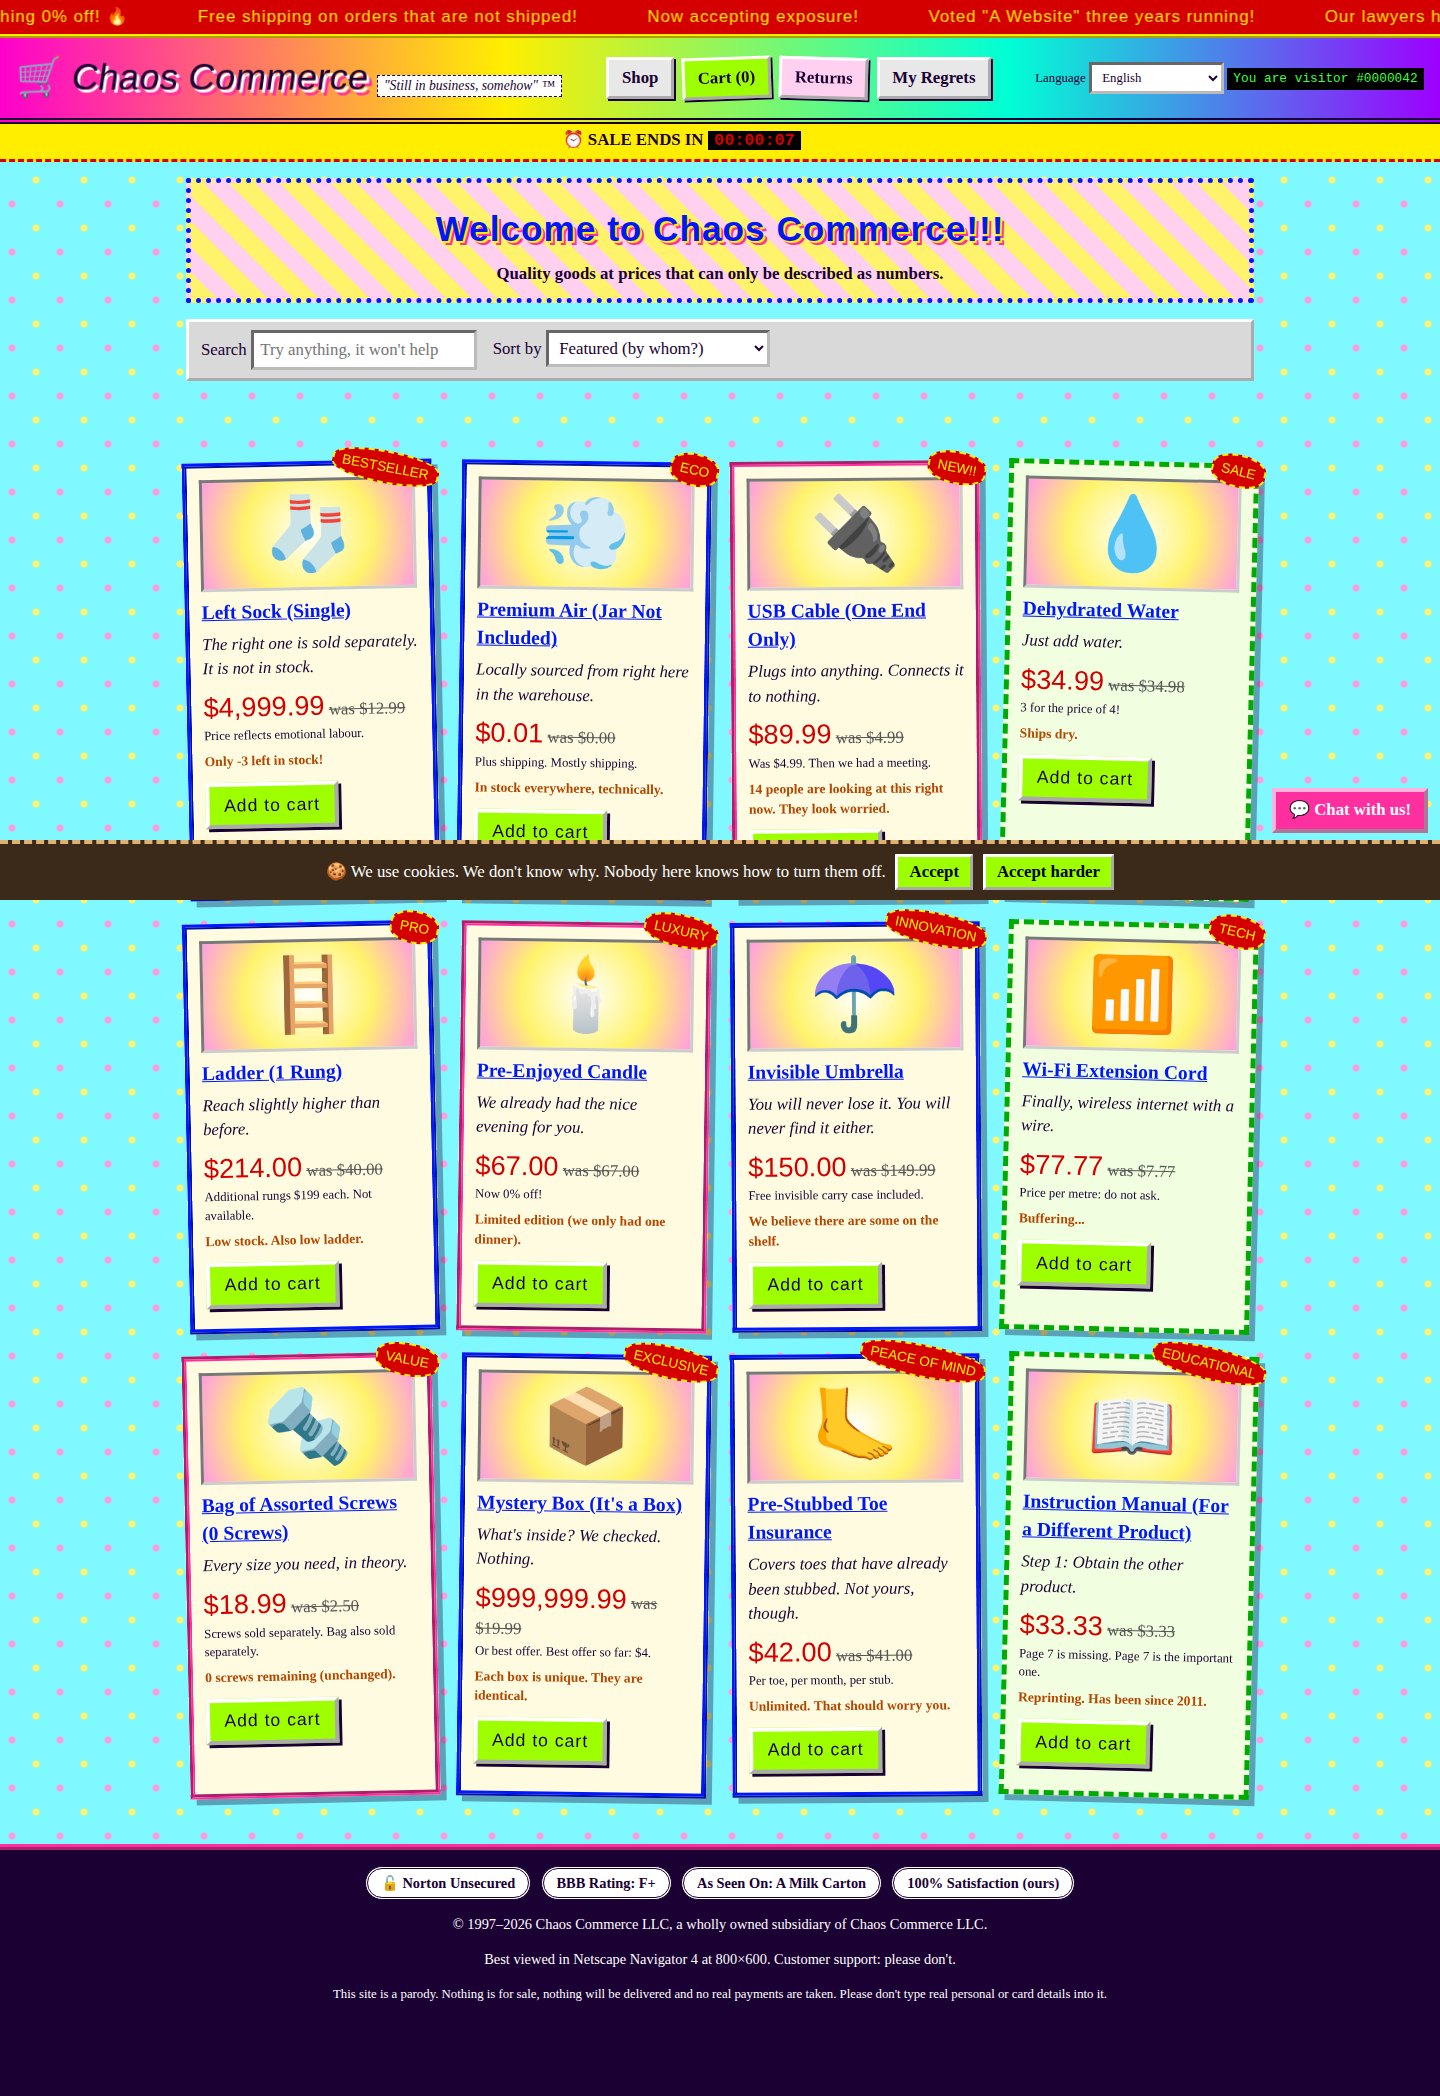 hing 0% off! 🔥 Free shipping on orders that are not shipped! Now accepting exposure! Voted "A Website" three years running! Our lawyers h
🛒 Chaos Commerce "Still in business, somehow" ™ Shop Cart (0) Returns My Regrets Language English You are visitor #0000042
⏰ SALE ENDS IN 00:00:07
Welcome to Chaos Commerce!!!
Quality goods at prices that can only be described as numbers.
Search Try anything, it won't help Sort by Featured (by whom?)
BESTSELLER
Left Sock (Single)
The right one is sold separately.
It is not in stock.
$4,999.99 was $12.99
Price reflects emotional labour.
Only -3 left in stock!
Add to cart
ECO
Premium Air (Jar Not
Included)
Locally sourced from right here
in the warehouse.
$0.01 was $0.00
Plus shipping. Mostly shipping.
In stock everywhere, technically.
Add to cart
NEW!!
USB Cable (One End
Only)
Plugs into anything. Connects it
to nothing.
$89.99 was $4.99
Was $4.99. Then we had a meeting.
14 people are looking at this right
now. They look worried.
SALE
Dehydrated Water
Just add water.
$34.99 was $34.98
3 for the price of 4!
Ships dry.
Add to cart
💬 Chat with us!
🍪 We use cookies. We don't know why. Nobody here knows how to turn them off. Accept Accept harder
PRO
Ladder (1 Rung)
Reach slightly higher than
before.
$214.00 was $40.00
Additional rungs $199 each. Not
available.
Low stock. Also low ladder.
Add to cart
LUXURY
Pre-Enjoyed Candle
We already had the nice
evening for you.
$67.00 was $67.00
Now 0% off!
Limited edition (we only had one
dinner).
Add to cart
INNOVATION
Invisible Umbrella
You will never lose it. You will
never find it either.
$150.00 was $149.99
Free invisible carry case included.
We believe there are some on the
shelf.
Add to cart
TECH
Wi-Fi Extension Cord
Finally, wireless internet with a
wire.
$77.77 was $7.77
Price per metre: do not ask.
Buffering...
Add to cart
VALUE
Bag of Assorted Screws
(0 Screws)
Every size you need, in theory.
$18.99 was $2.50
Screws sold separately. Bag also sold
separately.
0 screws remaining (unchanged).
Add to cart
EXCLUSIVE
Mystery Box (It's a Box)
What's inside? We checked.
Nothing.
$999,999.99 was
$19.99
Or best offer. Best offer so far: $4.
Each box is unique. They are
identical.
Add to cart
PEACE OF MIND
Pre-Stubbed Toe
Insurance
Covers toes that have already
been stubbed. Not yours,
though.
$42.00 was $41.00
Per toe, per month, per stub.
Unlimited. That should worry you.
Add to cart
EDUCATIONAL
Instruction Manual (For
a Different Product)
Step 1: Obtain the other
product.
$33.33 was $3.33
Page 7 is missing. Page 7 is the important
one.
Reprinting. Has been since 2011.
Add to cart
🔓 Norton Unsecured BBB Rating: F+ As Seen On: A Milk Carton 100% Satisfaction (ours)
© 1997–2026 Chaos Commerce LLC, a wholly owned subsidiary of Chaos Commerce LLC.
Best viewed in Netscape Navigator 4 at 800×600. Customer support: please don't.
This site is a parody. Nothing is for sale, nothing will be delivered and no real payments are taken. Please don't type real personal or card details into it.